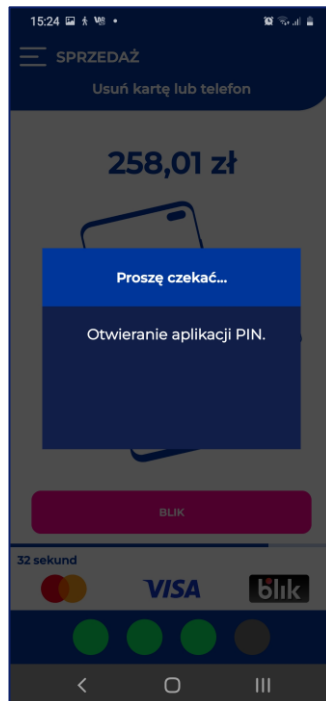 15:24
SPRZEDAŻ
Usuń kartę lub telefon
258,01 zł
Proszę czekać...
Otwieranie aplikacji PIN.
BLIK
32 sekund
VISA
blik